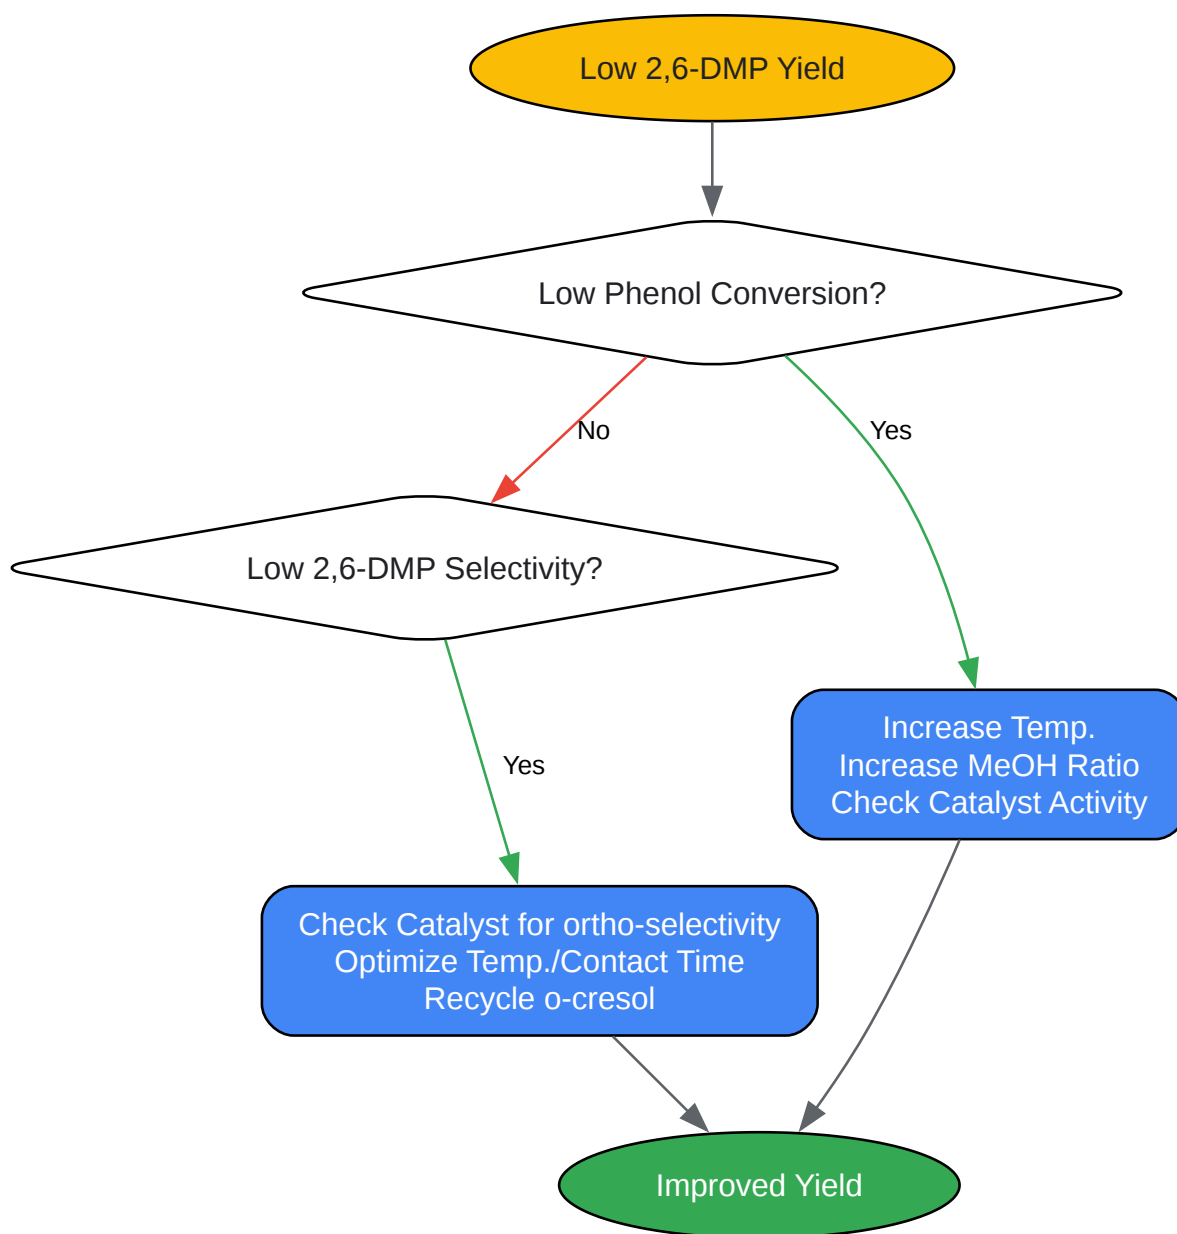 Low 2,6-DMP Yield
Low Phenol Conversion?
No
Yes
Low 2,6-DMP Selectivity?
Increase Temp.
Increase MeOH Ratio
Check Catalyst Activity
Yes
Check Catalyst for ortho-selectivity
Optimize Temp./Contact Time
Recycle o-cresol
Improved Yield